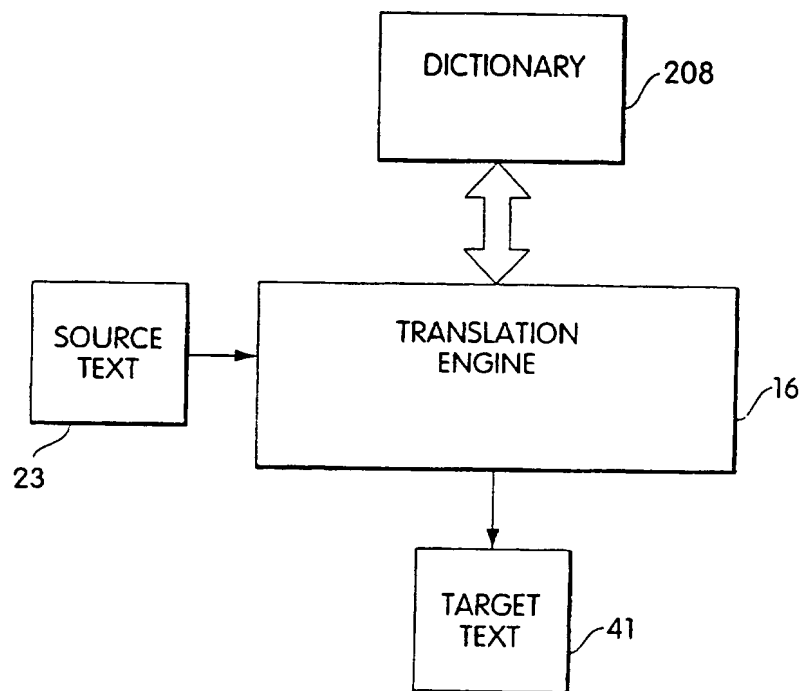 DICTIONARY
208
SOURCE
TEXT
23
TRANSLATION
ENGINE
16
TARGET
TEXT
41